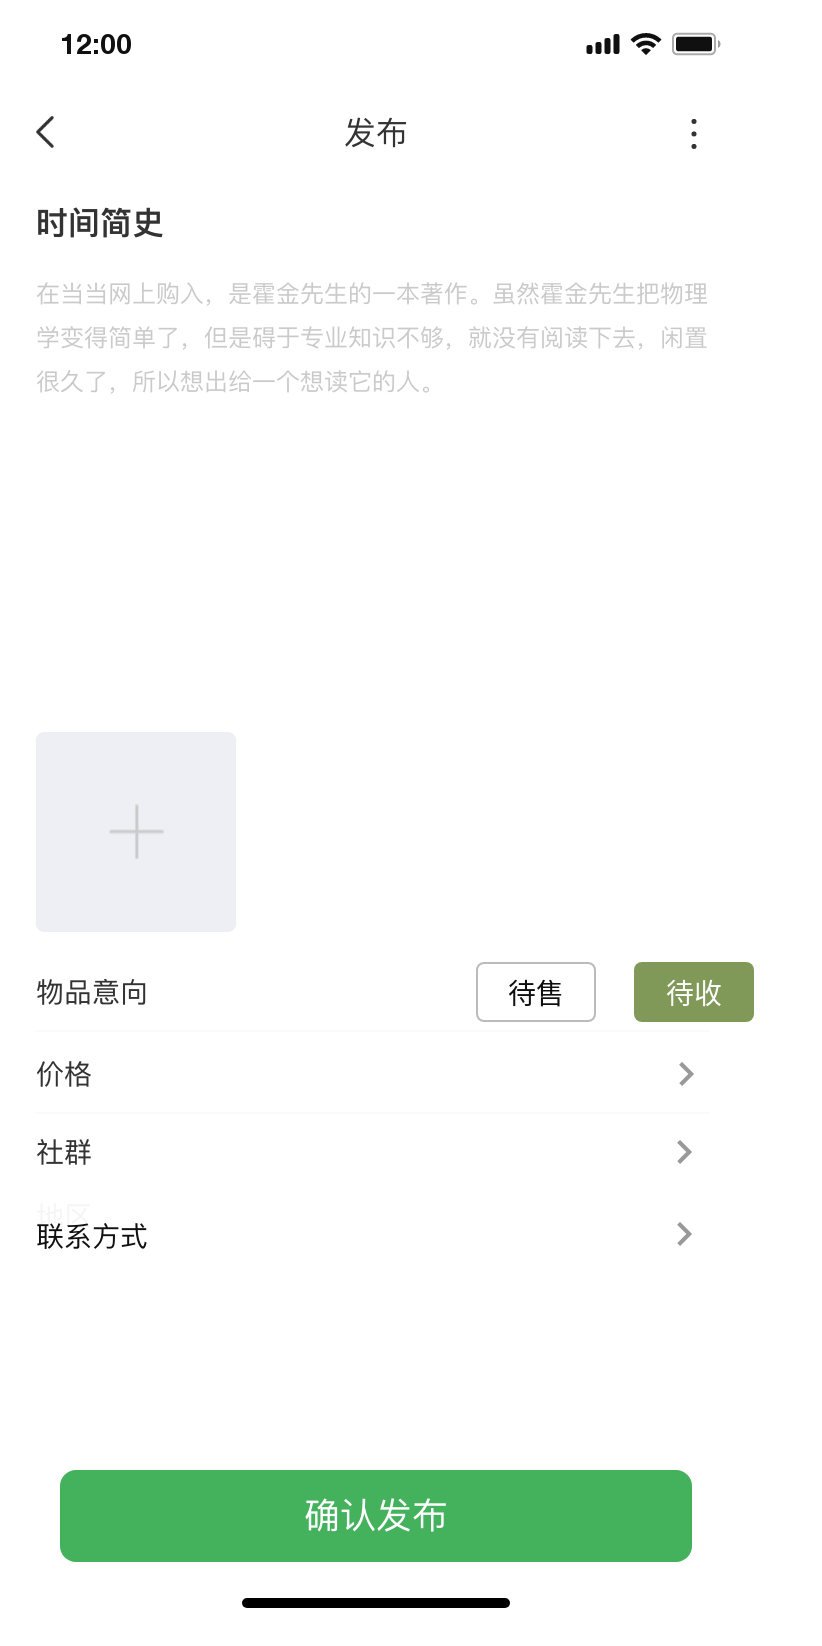 12:00
发布
时间简史
在当当网上购入，是霍金先生的一本著作。虽然霍金先生把物理
学变得简单了，但是碍于专业知识不够，就没有阅读下去，闲置
很久了，所以想出给一个想读它的人。
物品意向
待售
待收
价格
社群
地区
联系方式
确认发布